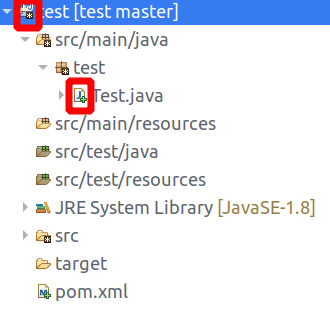 test [test master]
src/main/java
test
Test.java
src/main/resources
src/test/java
src/test/resources
JRE System Library [JavaSE-1.8]
src
target
pom.xml